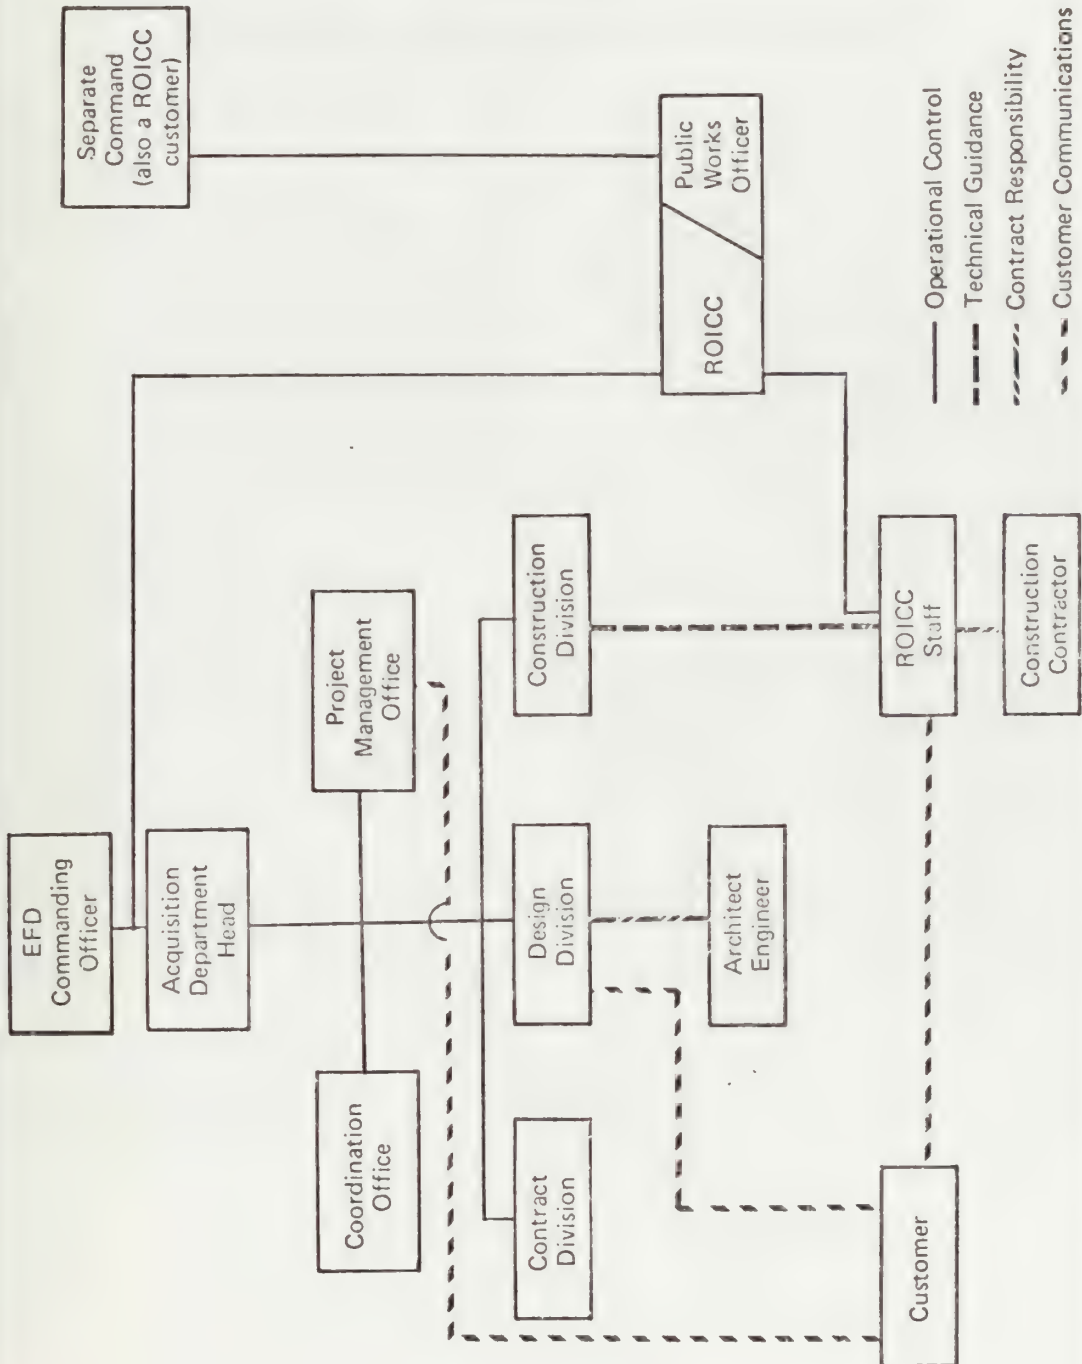 EFD
Commanding
Officer
Separate
Command
(also a ROICC
customer)
Acquisition
Department
Head
Coordination
Office
Project
Management
Office
Contract
Division
Design
Division
Construction
Division
ROICC
Public
Works
Officer
Architect
Engineer
Customer
ROICC
Staff
Construction
Contractor
Operational Control
Technical Guidance
Contract Responsibility
Customer Communications